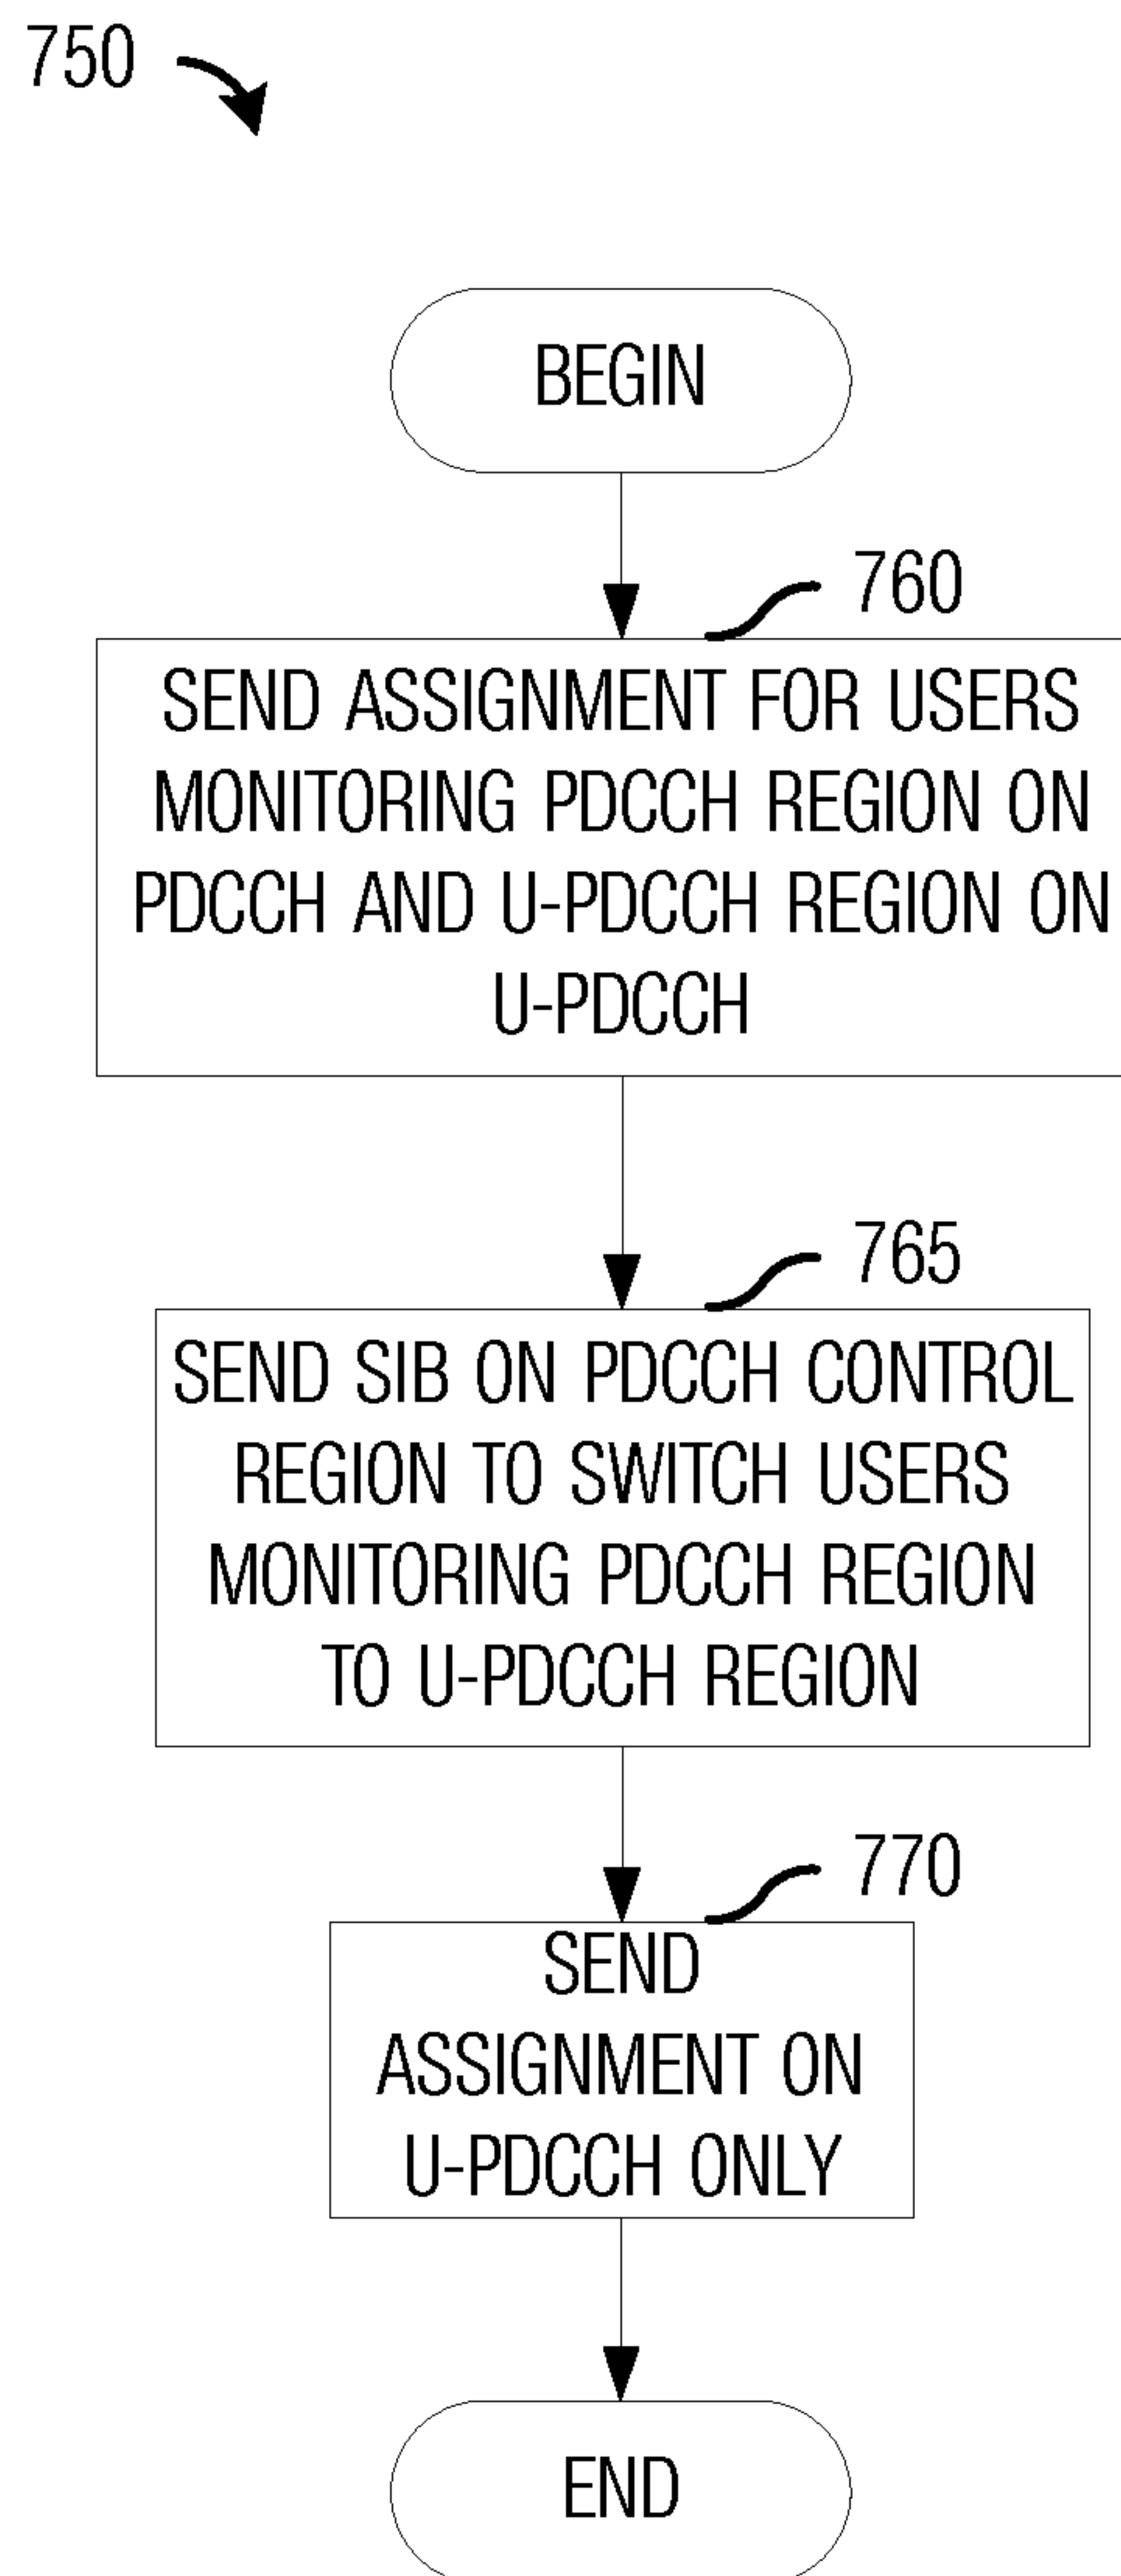 750
BEGIN
760
SEND ASSIGNMENT FOR USERS
MONITORING PDCCH REGION ON
PDCCH AND U-PDCCH REGION ON
U-PDCCH
765
SEND SIB ON PDCCH CONTROL
REGION TO SWITCH USERS
MONITORING PDCCH REGION
TO U-PDCCH REGION
770
SEND
ASSIGNMENT ON
U-PDCCH ONLY
END